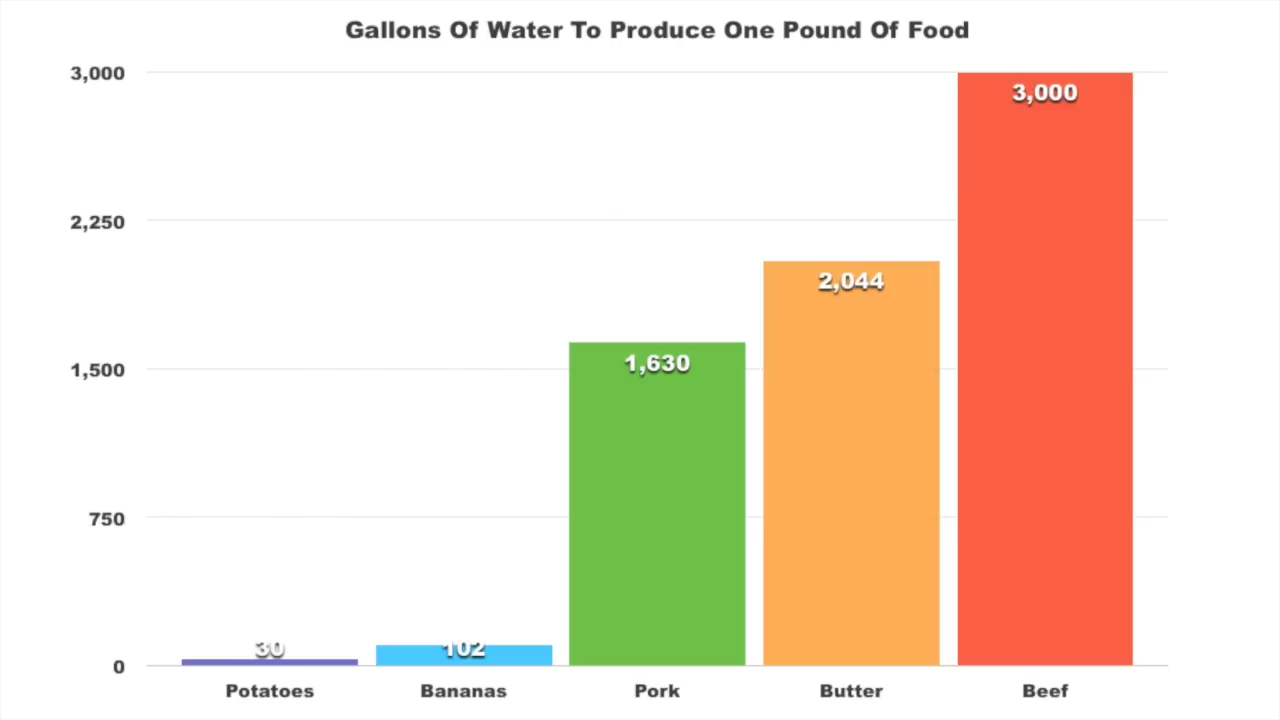 Gallons Of Water To Produce One Pound Of Food
3,000
2,250
1,500
750
0
30
102
1,630
2,044
3,000
Potatoes
Bananas
Pork
Butter
Beef